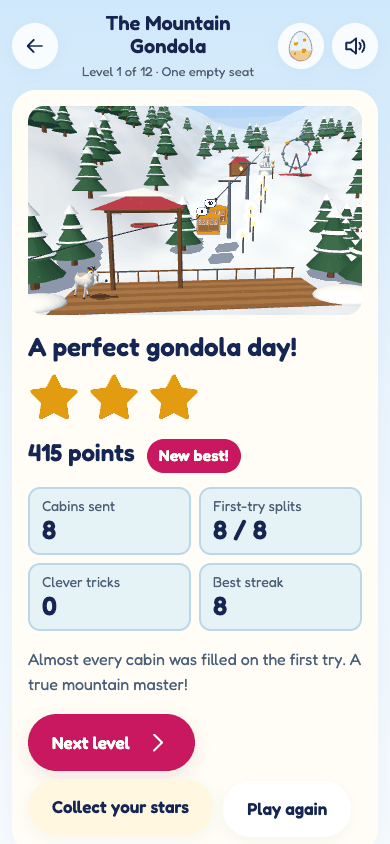 The Mountain
Gondola
Level 1 of 12 · One empty seat
A perfect gondola day!
415 points
New best!
Cabins sent
8
First-try splits
8 / 8
Clever tricks
0
Best streak
8
Almost every cabin was filled on the first try. A
true mountain master!
Next level
Collect your stars
Play again